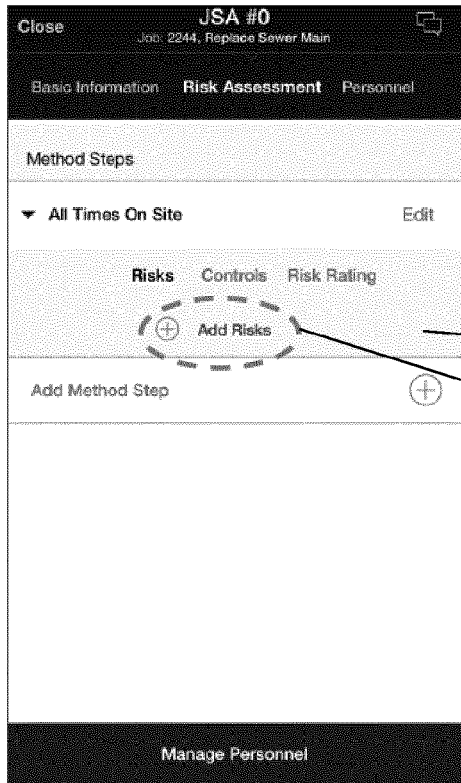 Close
JSA #0
Job: 2244, Replace Sewer Main
Basic Information Risk Assessment Personnel
Method Steps
All Times On Site Edit
Risks Controls Risk Rating
Add Risks
Add Method Step
Manage Personnel